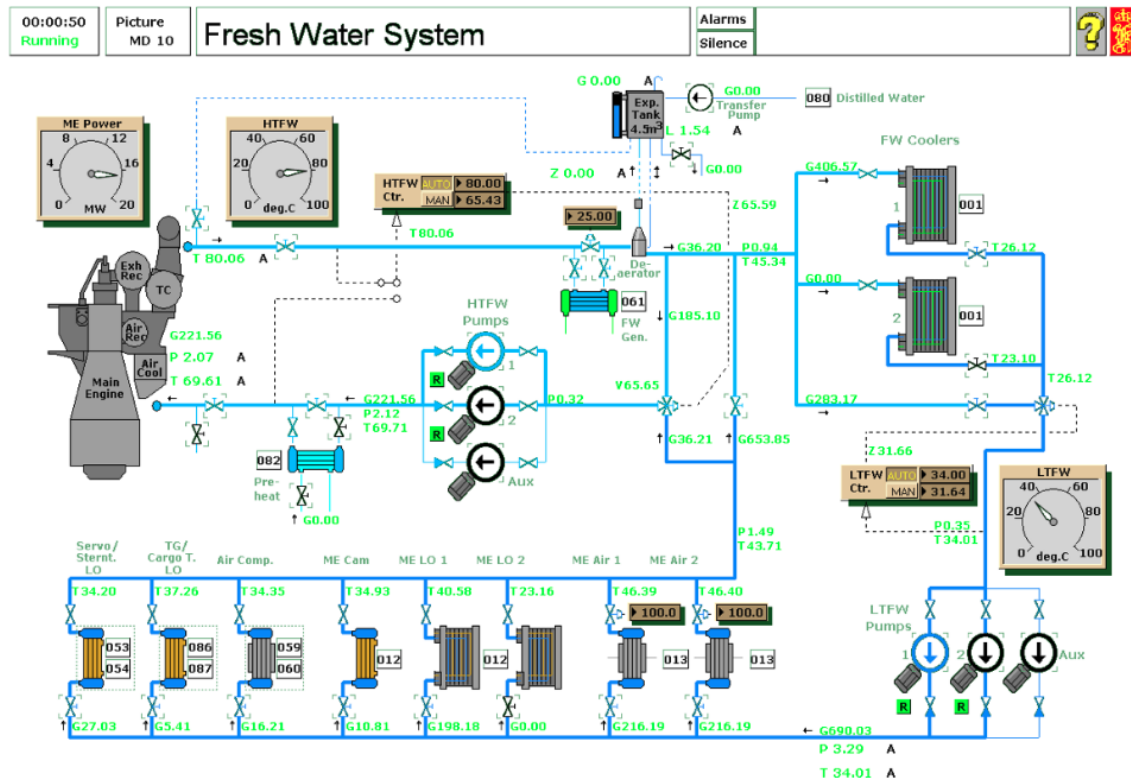 00:00:50
Running
Picture
MD 10
Fresh Water System
Alarms
Silence
?
G 0.00
A
Exp.
Tank
4.5m3
G0.00
Transfer
Pump
080
Distilled Water
L 1.54
A
G0.00
Z 0.00
A
ME Power
8
12
4
16
0
20
MW
HTFW
40
60
20
80
0
100
deg.C
HTFW
Ctr.
AUTO
80.00
MAN
65.43
T80.06
T 80.06
A
25.00
De-
aerator
061
FW
Gen.
G36.20
P0.94
T45.34
Z65.59
FW Coolers
G406.57
1
001
T26.12
G0.00
2
001
T23.10
T26.12
G283.17
Exh
Rec
TC
Air
Rec
Air
Cool
Main
Engine
G221.56
P 2.07
A
T 69.61
A
HTFW
Pumps
1
R
2
R
Aux
G221.56
P2.12
T69.71
P0.32
G185.10
V65.65
G36.21
G653.85
082
Pre-
heat
G0.00
Z31.66
LTFW
Ctr.
AUTO
34.00
MAN
31.64
P0.35
T34.01
LTFW
40
60
20
80
0
100
deg.C
P1.49
T43.71
Servo/
Sternt.
LO
TG/
Cargo T.
LO
Air Comp.
ME Cam
ME LO 1
ME LO 2
ME Air 1
ME Air 2
T34.20
T37.26
T34.35
T34.93
T40.58
T23.16
T46.39
T46.40
100.0
100.0
053
054
086
087
059
060
012
012
013
013
G27.03
G5.41
G16.21
G10.81
G198.18
G0.00
G216.19
G216.19
LTFW
Pumps
1
2
Aux
R
R
G690.03
P 3.29
A
T 34.01
A